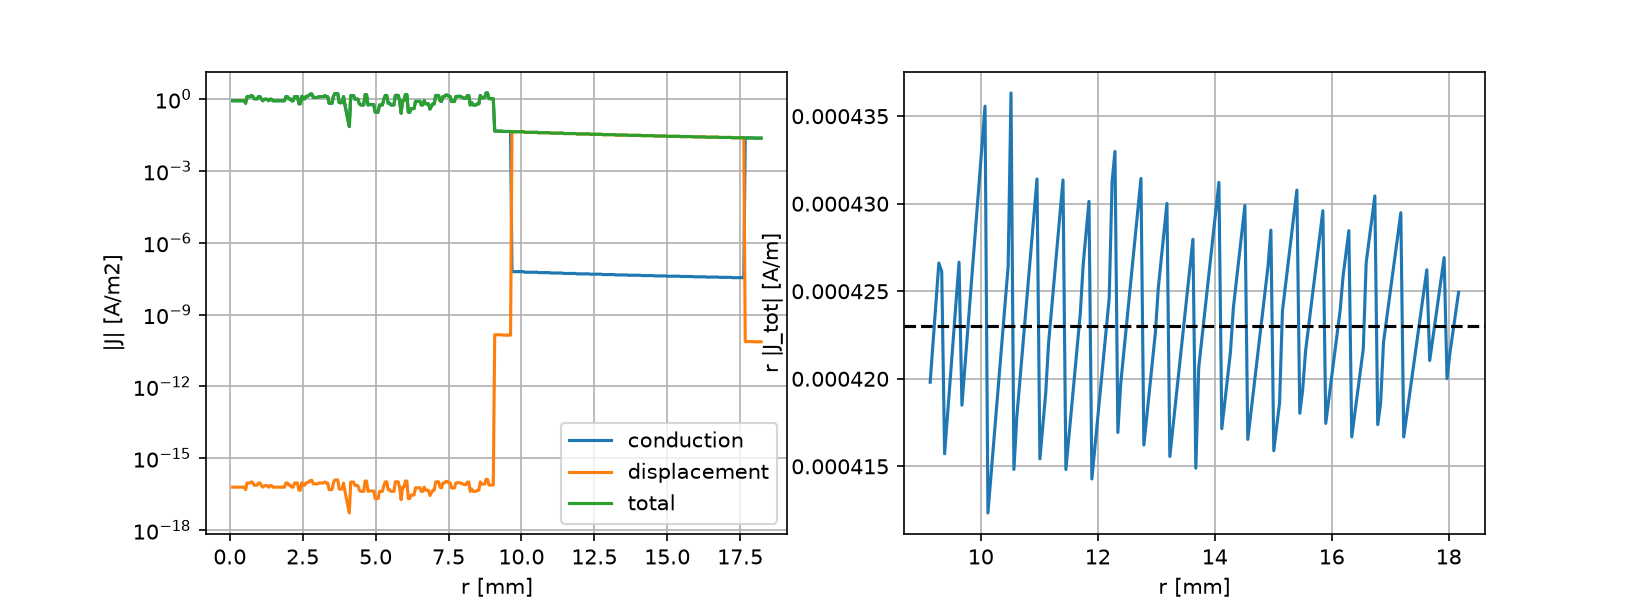 10⁰
10⁻³
10⁻⁶
10⁻⁹
10⁻¹²
10⁻¹⁵
10⁻¹⁸
|J| [A/m2]
0.0 2.5 5.0 7.5 10.0 12.5 15.0 17.5
r [mm]
conduction
displacement
total
0.000435
0.000430
0.000425
0.000420
0.000415
r |J_tot| [A/m]
10 12 14 16 18
r [mm]